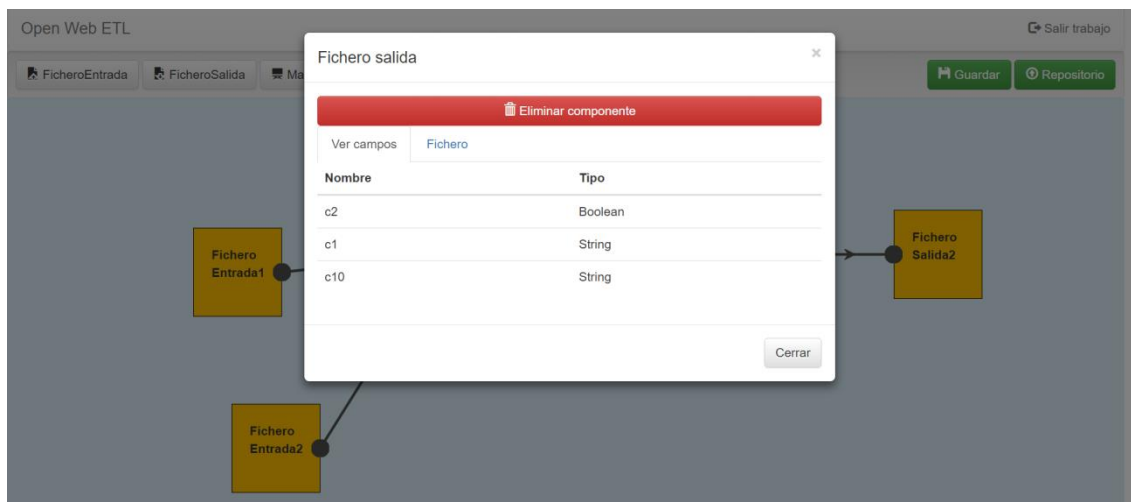 Open Web ETL
Salir trabajo
FicheroEntrada
FicheroSalida
Ma
Guardar
Repositorio
Fichero salida
×
Eliminar componente
Ver campos
Fichero
Nombre Tipo
c2 Boolean
c1 String
c10 String
Cerrar
Fichero
Entrada1
Fichero
Salida2
Fichero
Entrada2